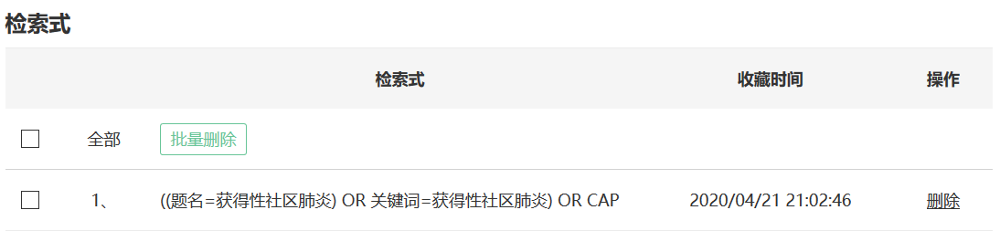 检索式
检索式 收藏时间 操作
全部 批量删除
1、 ((题名=获得性社区肺炎) OR 关键词=获得性社区肺炎) OR CAP 2020/04/21 21:02:46 删除